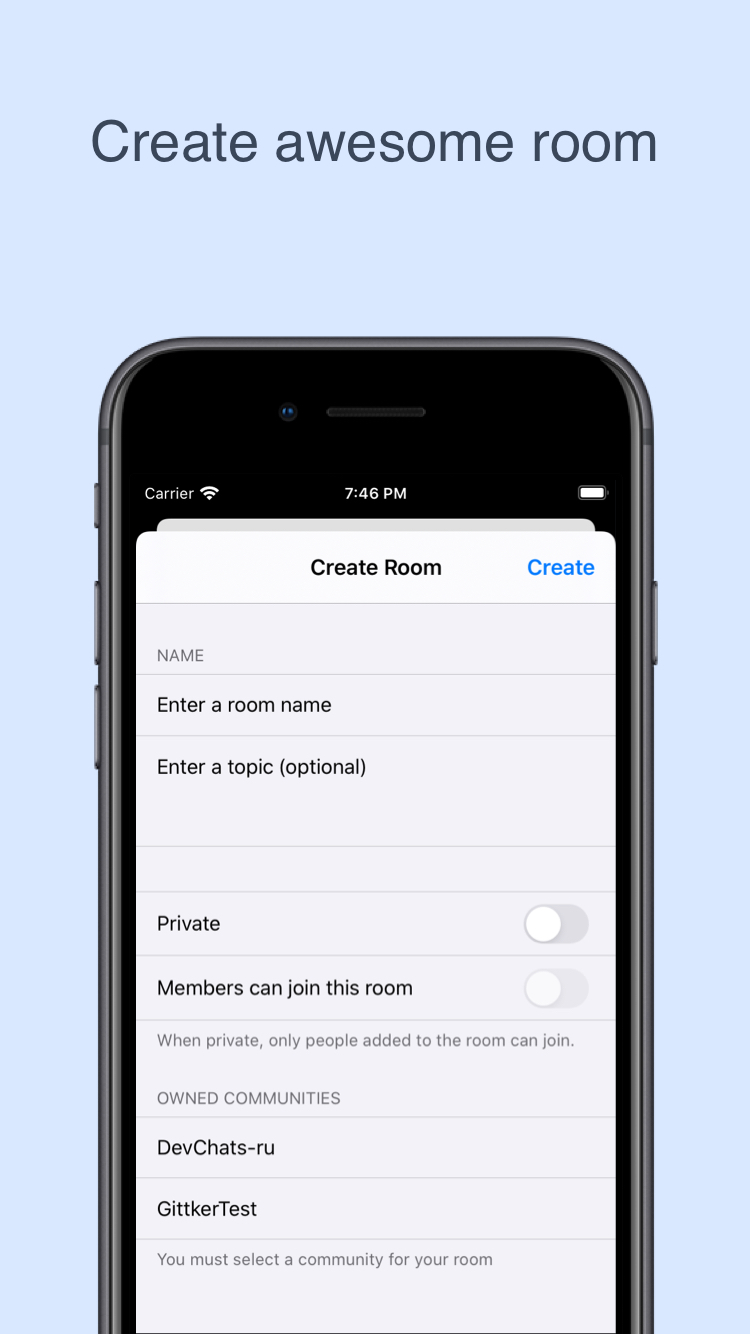 Create awesome room
Carrier 7:46 PM
Create Room Create
NAME
Enter a room name
Enter a topic (optional)
Private
Members can join this room
When private, only people added to the room can join.
OWNED COMMUNITIES
DevChats-ru
GittkerTest
You must select a community for your room